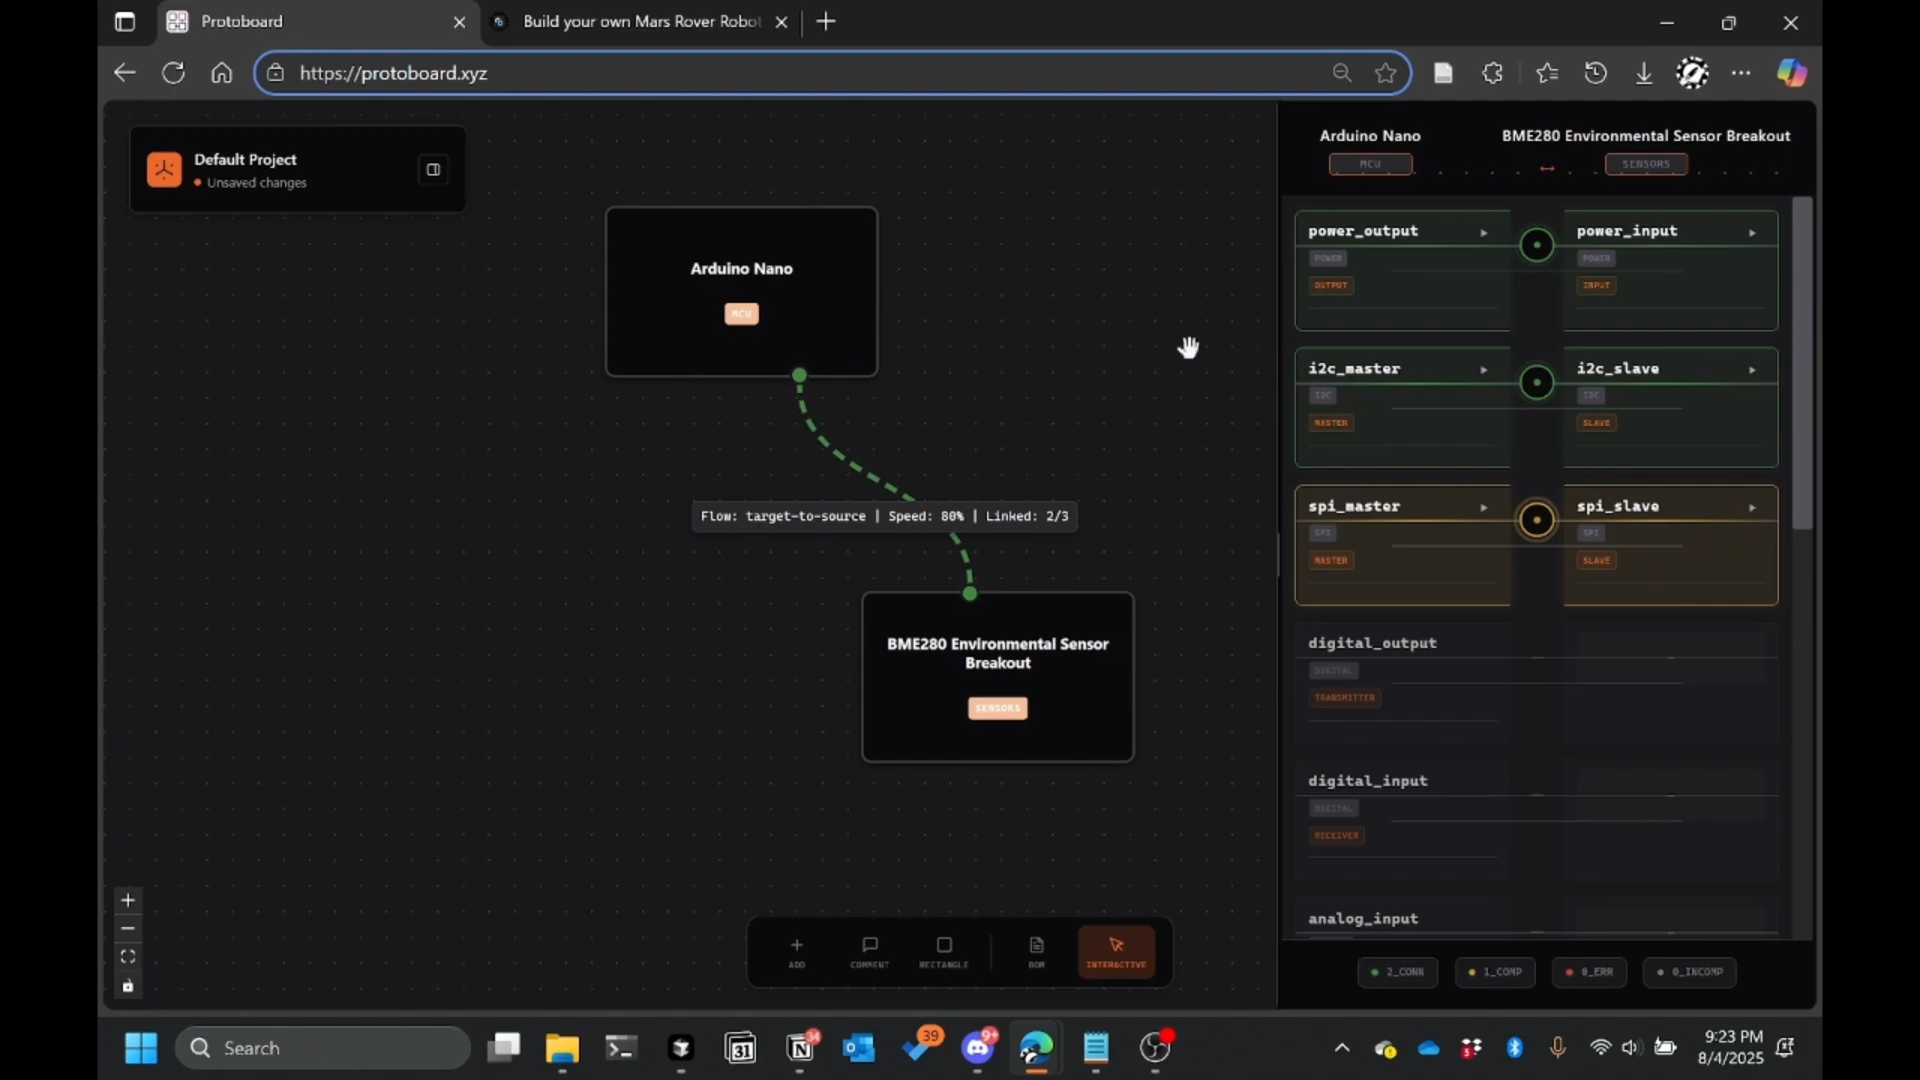 Protoboard
Build your own Mars Rover Robot
https://protoboard.xyz
Default Project
Unsaved changes
Arduino Nano
MCU
Flow: target-to-source | Speed: 80% | Linked: 2/3
BME280 Environmental Sensor
Breakout
SENSORS
ADD
COMMENT
RECTANGLE
BOM
INTERACTIVE
Arduino Nano
BME280 Environmental Sensor Breakout
MCU
SENSORS
power_output
power_input
POWER
POWER
OUTPUT
INPUT
i2c_master
i2c_slave
I2C
I2C
MASTER
SLAVE
spi_master
spi_slave
SPI
SPI
MASTER
SLAVE
digital_output
DIGITAL
TRANSMITTER
digital_input
DIGITAL
RECEIVER
analog_input
2_CONN
1_COMP
0_ERR
0_INCOMP
Search
31
39
9+
9:23 PM
8/4/2025